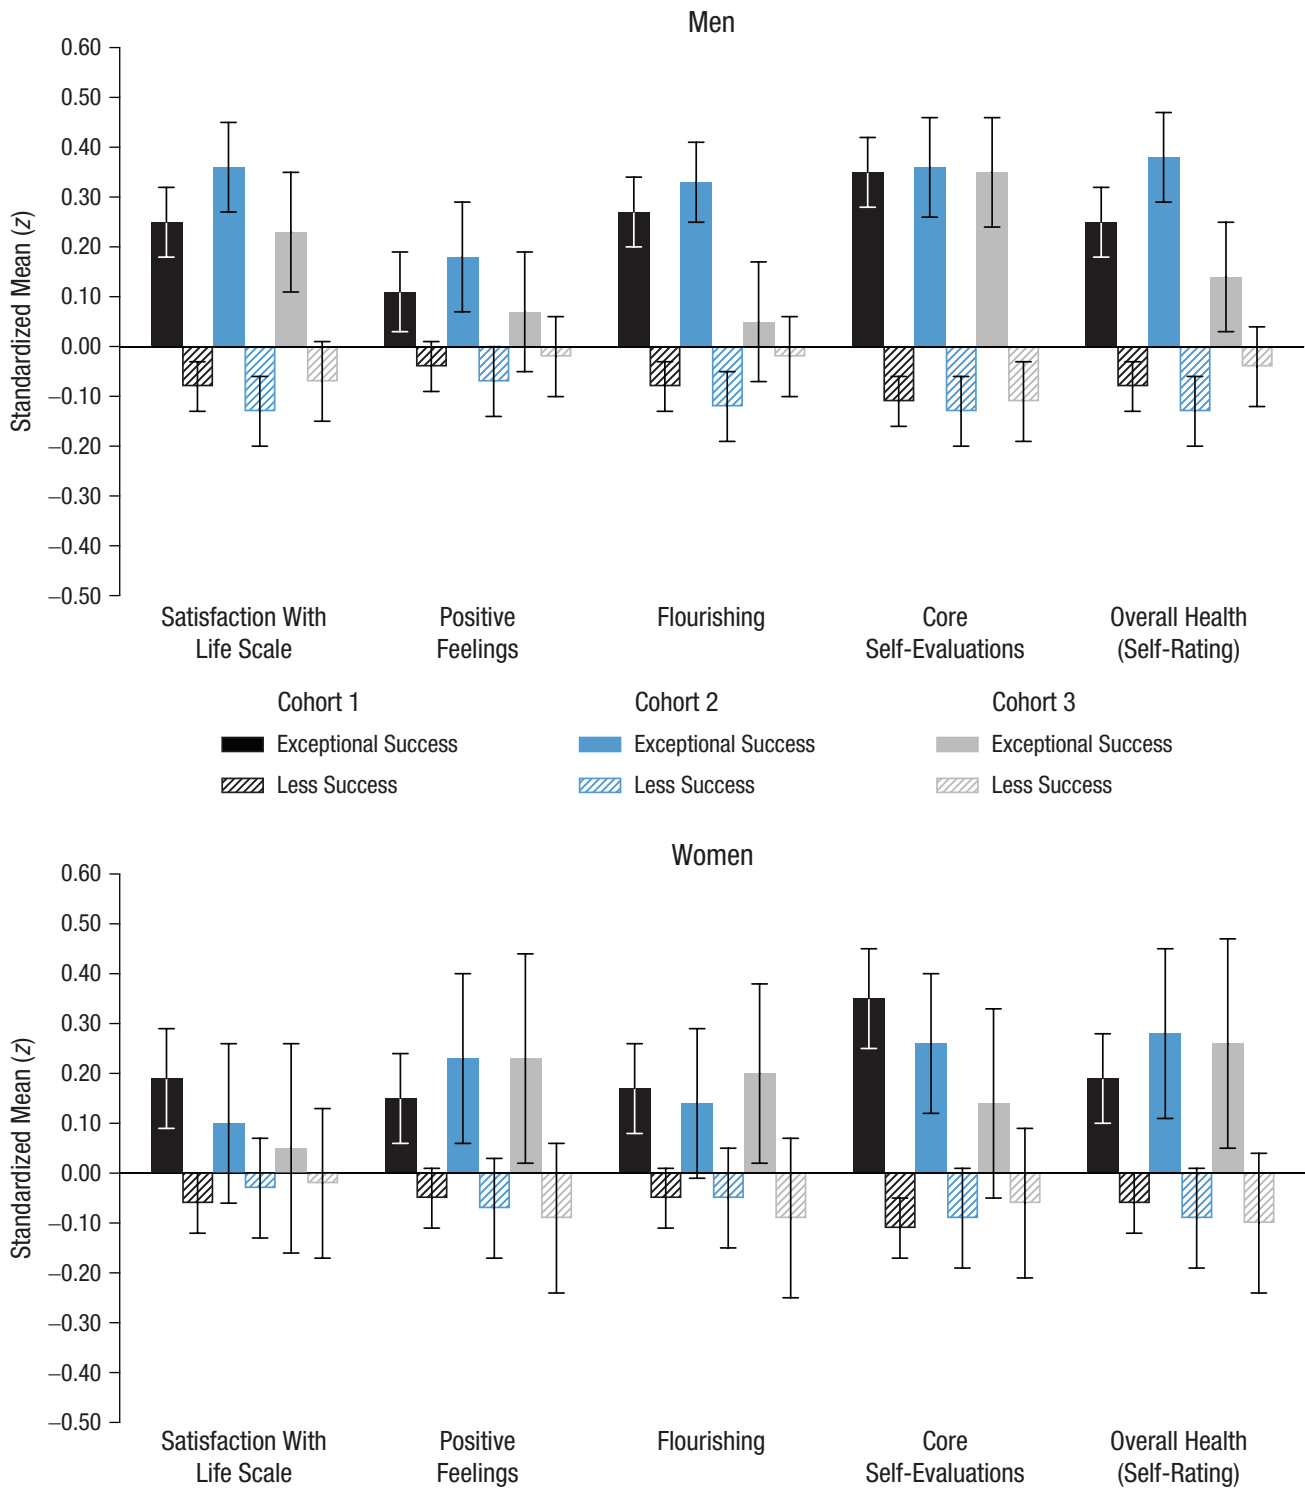 Men
Standardized Mean (z)
0.60
0.50
0.40
0.30
0.20
0.10
0.00
–0.10
–0.20
–0.30
–0.40
–0.50
Satisfaction With
Life Scale
Positive
Feelings
Flourishing
Core
Self-Evaluations
Overall Health
(Self-Rating)
Cohort 1
Exceptional Success
Less Success
Cohort 2
Exceptional Success
Less Success
Cohort 3
Exceptional Success
Less Success
Women
Standardized Mean (z)
0.60
0.50
0.40
0.30
0.20
0.10
0.00
–0.10
–0.20
–0.30
–0.40
–0.50
Satisfaction With
Life Scale
Positive
Feelings
Flourishing
Core
Self-Evaluations
Overall Health
(Self-Rating)